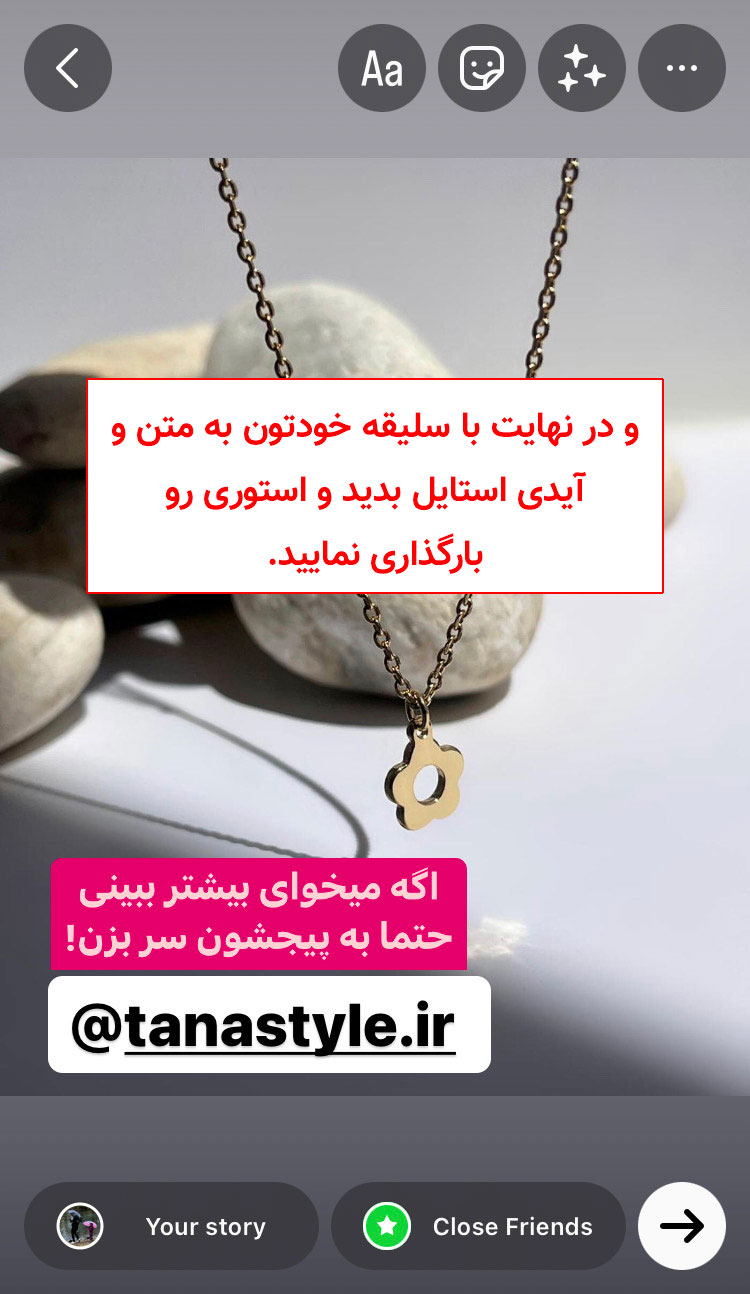 Aa
و در نهایت با سلیقه خودتون به متن و
آیدی استایل بدید و استوری رو
بارگذاری نمایید.
اگه میخوای بیشتر ببینی
حتما به پیجشون سر بزن!
@tanastyle.ir
Your story
Close Friends